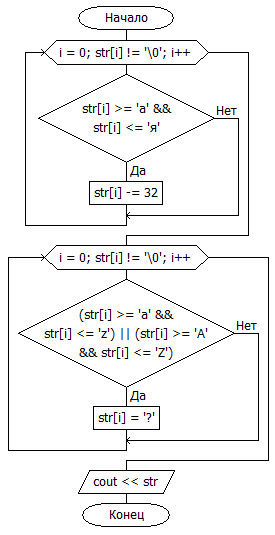 Начало
i = 0; str[i] != '\0'; i++
str[i] >= 'а' &&
str[i] <= 'я'
Нет
Да
str[i] -= 32
i = 0; str[i] != '\0'; i++
(str[i] >= 'a' &&
str[i] <= 'z') || (str[i] >= 'A'
&& str[i] <= 'Z')
Нет
Да
str[i] = '?'
cout << str
Конец